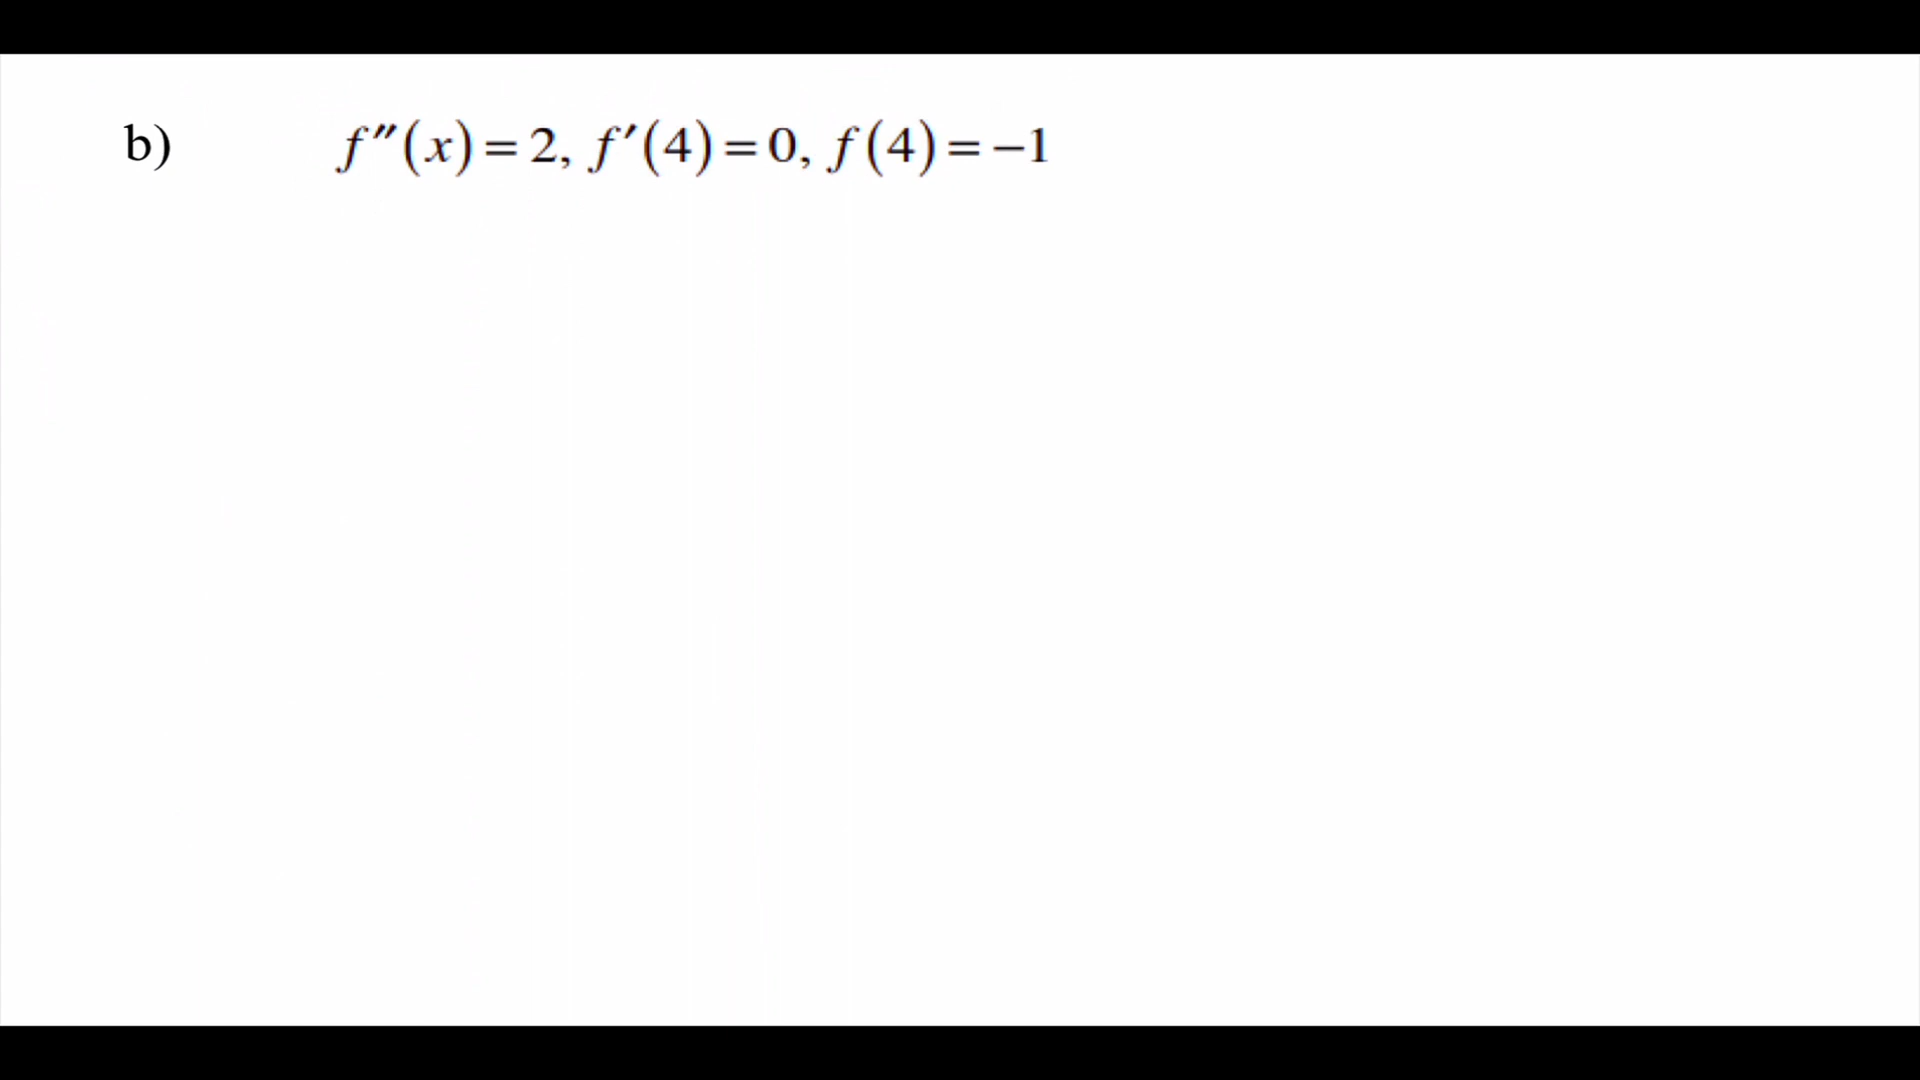 b) f″(x) = 2, f′(4) = 0, f(4) = −1